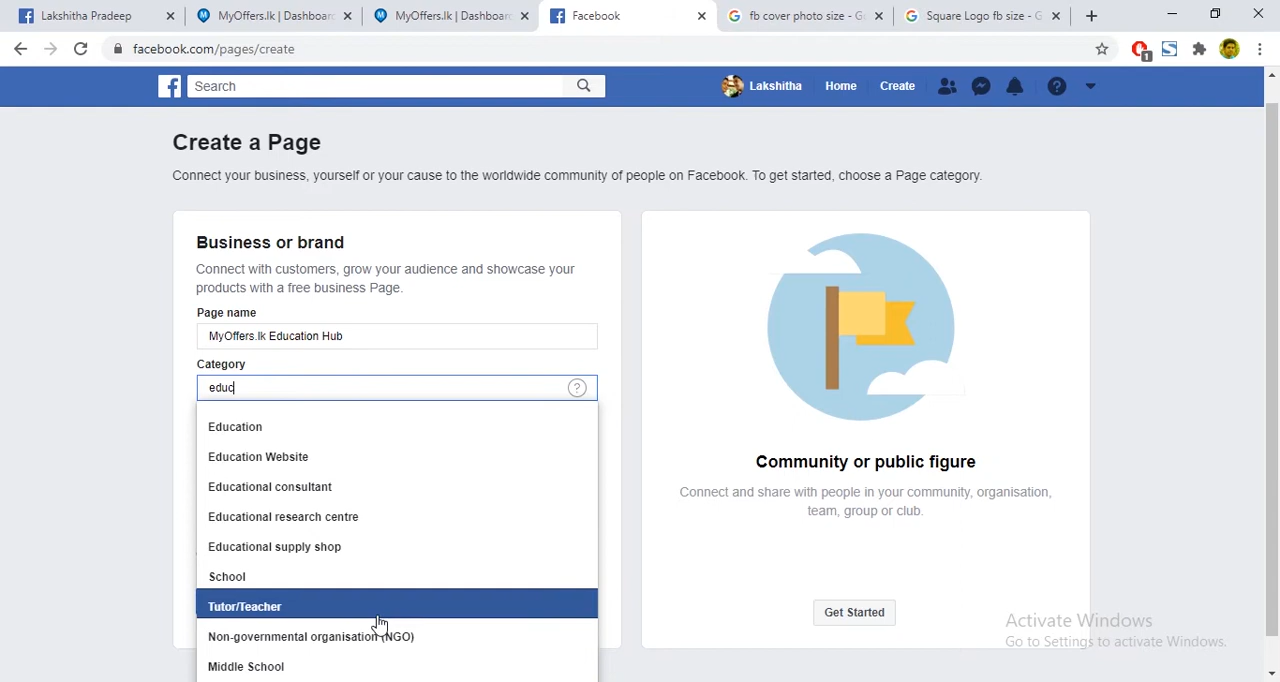 Lakshitha Pradeep
MyOffers.lk | Dashboard
MyOffers.lk | Dashboard
Facebook
fb cover photo size - G
Square Logo fb size - G
facebook.com/pages/create
1
Search
Lakshitha
Home
Create
Create a Page
Connect your business, yourself or your cause to the worldwide community of people on Facebook. To get started, choose a Page category.
Business or brand
Connect with customers, grow your audience and showcase your
products with a free business Page.
Page name
MyOffers.lk Education Hub
Category
educ
?
Education
Education Website
Educational consultant
Educational research centre
Educational supply shop
School
Tutor/Teacher
Non-governmental organisation (NGO)
Middle School
Community or public figure
Connect and share with people in your community, organisation,
team, group or club.
Get Started
Activate Windows
Go to Settings to activate Windows.